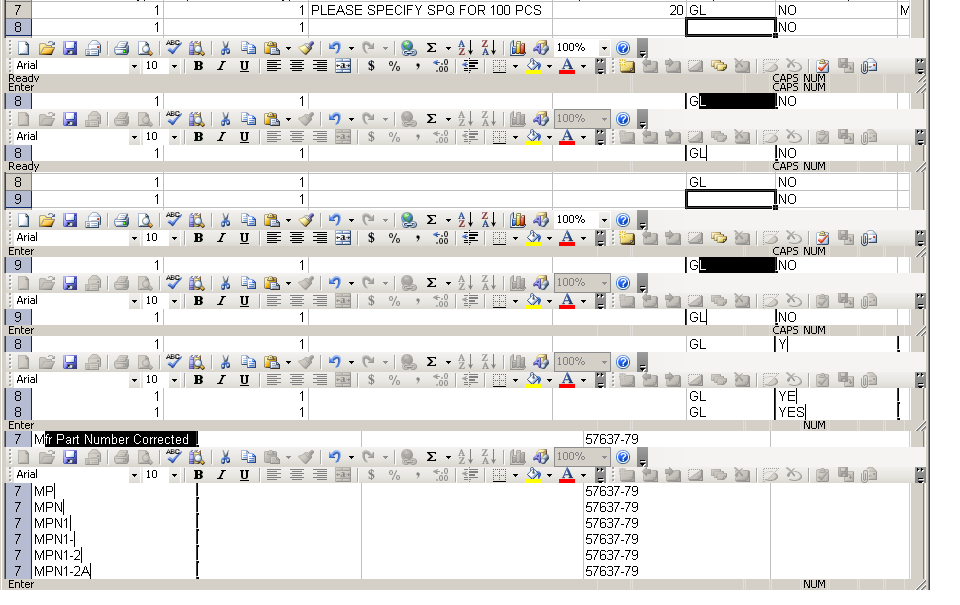 7 1 1 PLEASE SPECIFY SPQ FOR 100 PCS 20 GL NO M
8 1 1 NO
100%
Arial 10 B I U $ % , A
Ready CAPS NUM
Enter CAPS NUM
8 1 1 GL NO
100%
Arial 10 B I U $ % , A
8 1 1 GL NO
Ready CAPS NUM
8 1 1 GL NO
9 1 1 NO
100%
Arial 10 B I U $ % , A
Enter CAPS NUM
9 1 1 GL NO
100%
Arial 10 B I U $ % , A
9 1 1 GL NO
Enter CAPS NUM
8 1 1 GL Y
100%
Arial 10 B I U $ % , A
8 1 1 GL YE
8 1 1 GL YES
Enter NUM
7 Mfr Part Number Corrected 57637-79
100%
Arial 10 B I U $ % , A
7 MP 57637-79
7 MPN 57637-79
7 MPN1 57637-79
7 MPN1- 57637-79
7 MPN1-2 57637-79
7 MPN1-2A 57637-79
Enter NUM